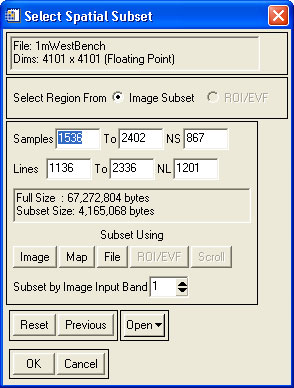 Select Spatial Subset
File: 1mWestBench
Dims: 4101 x 4101 (Floating Point)
Select Region From Image Subset ROI/EVF
Samples 1536 To 2402 NS 867
Lines 1136 To 2336 NL 1201
Full Size : 67,272,804 bytes
Subset Size: 4,165,068 bytes
Subset Using
Image Map File ROI/EVF Scroll
Subset by Image Input Band 1
Reset Previous Open
OK Cancel